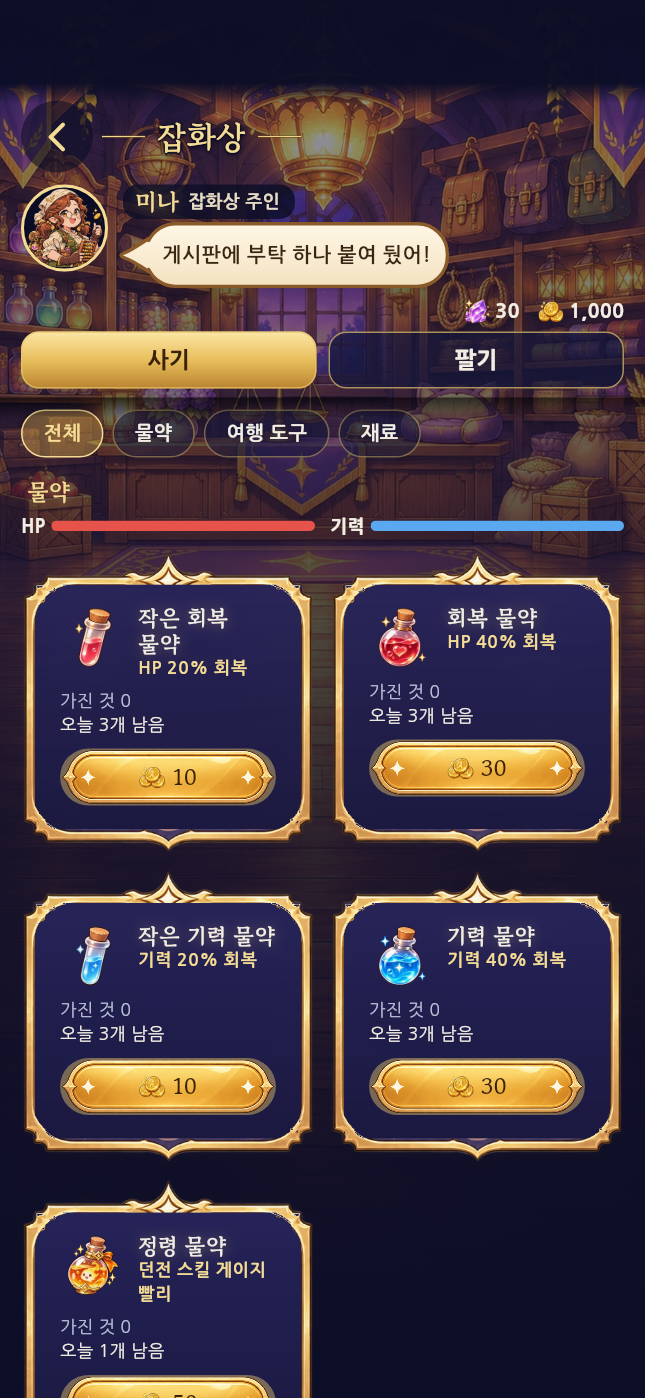 잡화상
미나 잡화상 주인
게시판에 부탁 하나 붙여 뒀어!
30 1,000
사기 팔기
전체 물약 여행 도구 재료
물약
HP 기력
작은 회복
물약
HP 20% 회복
가진 것 0
오늘 3개 남음
10
회복 물약
HP 40% 회복
가진 것 0
오늘 3개 남음
30
작은 기력 물약
기력 20% 회복
가진 것 0
오늘 3개 남음
10
기력 물약
기력 40% 회복
가진 것 0
오늘 3개 남음
30
정령 물약
던전 스킬 게이지
빨리
가진 것 0
오늘 1개 남음